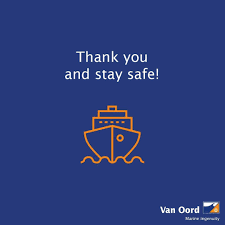 Thank you
and stay safe!
Van Oord
Marine ingenuity